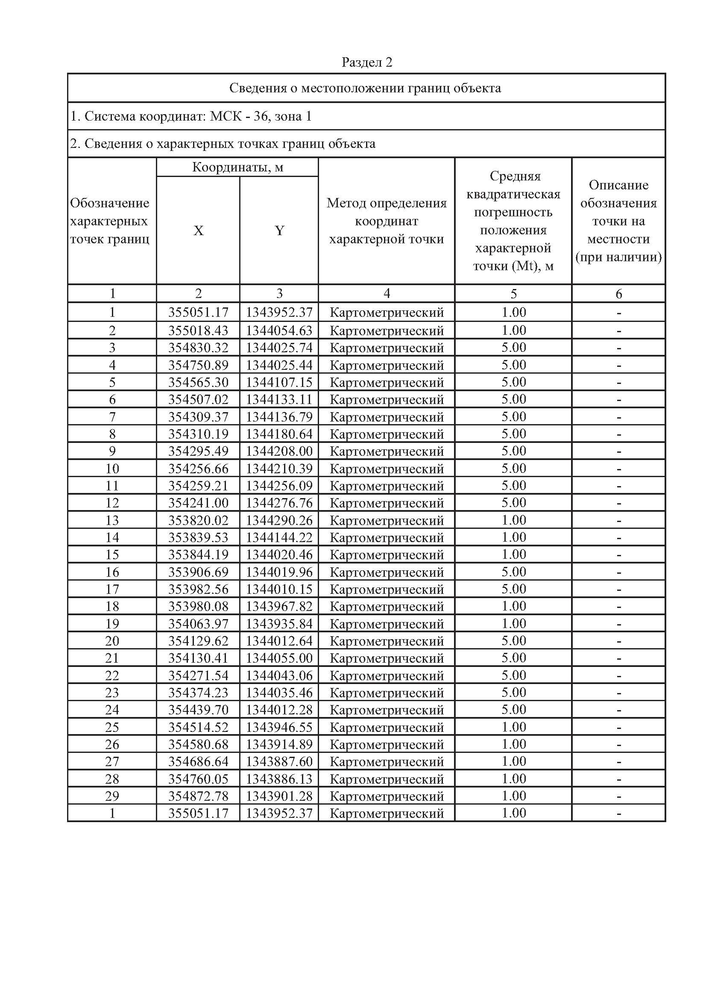 Раздел 2
Сведения о местоположении границ объекта
1. Система координат: МСК - 36, зона 1
2. Сведения о характерных точках границ объекта
Обозначение
характерных
точек границ
Координаты, м
X
Y
Метод определения
координат
характерной точки
Средняя
квадратическая
погрешность
положения
характерной
точки (Mt), м
Описание
обозначения
точки на
местности
(при наличии)
1 2 3 4 5 6
1 355051.17 1343952.37 Картометрический 1.00 -
2 355018.43 1344054.63 Картометрический 1.00 -
3 354830.32 1344025.74 Картометрический 5.00 -
4 354750.89 1344025.44 Картометрический 5.00 -
5 354565.30 1344107.15 Картометрический 5.00 -
6 354507.02 1344133.11 Картометрический 5.00 -
7 354309.37 1344136.79 Картометрический 5.00 -
8 354310.19 1344180.64 Картометрический 5.00 -
9 354295.49 1344208.00 Картометрический 5.00 -
10 354256.66 1344210.39 Картометрический 5.00 -
11 354259.21 1344256.09 Картометрический 5.00 -
12 354241.00 1344276.76 Картометрический 5.00 -
13 353820.02 1344290.26 Картометрический 1.00 -
14 353839.53 1344144.22 Картометрический 1.00 -
15 353844.19 1344020.46 Картометрический 1.00 -
16 353906.69 1344019.96 Картометрический 5.00 -
17 353982.56 1344010.15 Картометрический 5.00 -
18 353980.08 1343967.82 Картометрический 1.00 -
19 354063.97 1343935.84 Картометрический 1.00 -
20 354129.62 1344012.64 Картометрический 5.00 -
21 354130.41 1344055.00 Картометрический 5.00 -
22 354271.54 1344043.06 Картометрический 5.00 -
23 354374.23 1344035.46 Картометрический 5.00 -
24 354439.70 1344012.28 Картометрический 5.00 -
25 354514.52 1343946.55 Картометрический 1.00 -
26 354580.68 1343914.89 Картометрический 1.00 -
27 354686.64 1343887.60 Картометрический 1.00 -
28 354760.05 1343886.13 Картометрический 1.00 -
29 354872.78 1343901.28 Картометрический 1.00 -
1 355051.17 1343952.37 Картометрический 1.00 -